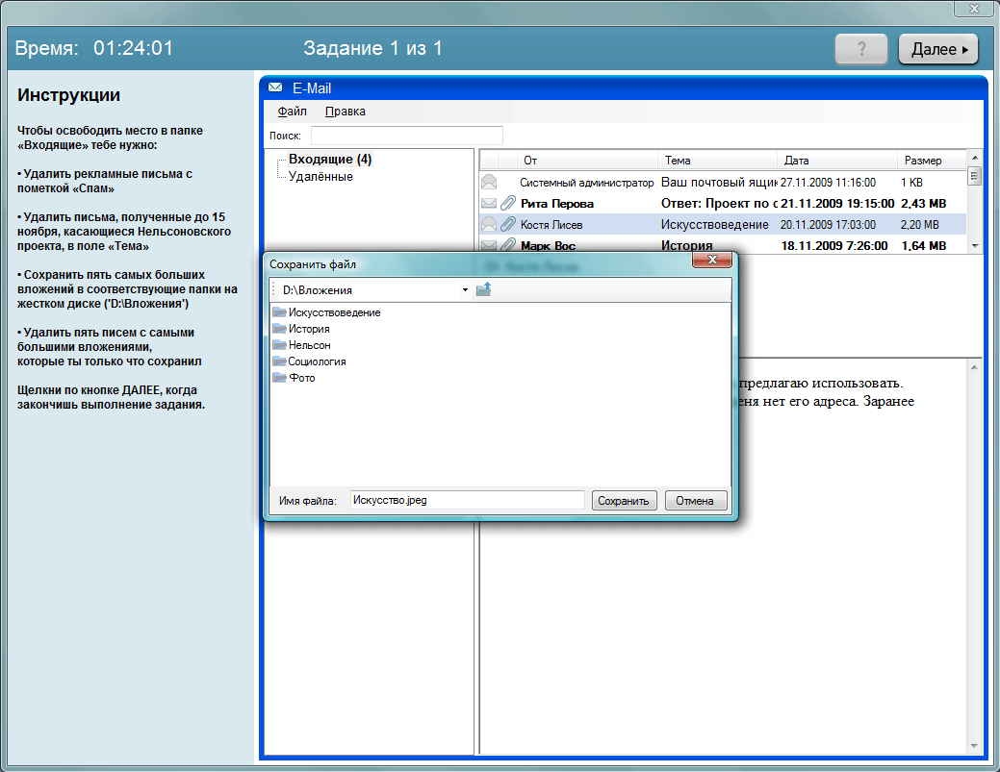 Время: 01:24:01
Задание 1 из 1
?
Далее
Инструкции
Чтобы освободить место в папке
«Входящие» тебе нужно:
• Удалить рекламные письма с
пометкой «Спам»
• Удалить письма, полученные до 15
ноября, касающиеся Нельсоновского
проекта, в поле «Тема»
• Сохранить пять самых больших
вложений в соответствующие папки на
жестком диске ('D:\Вложения')
• Удалить пять писем с самыми
большими вложениями,
которые ты только что сохранил
Щелкни по кнопке ДАЛЕЕ, когда
закончишь выполнение задания.
E-Mail
Файл Правка
Поиск:
Входящие (4)
Удалённые
От Тема Дата Размер
Системный администратор Ваш почтовый ящик 27.11.2009 11:16:00 1 KB
Рита Перова Ответ: Проект по с 21.11.2009 19:15:00 2,43 MB
Костя Лисев Искусствоведение 20.11.2009 17:03:00 2,20 MB
Марк Вос История 18.11.2009 7:26:00 1,64 MB
Сохранить файл
D:\Вложения
Искусствоведение
История
Нельсон
Социология
Фото
Имя файла: Искусство.jpeg Сохранить Отмена
предлагаю использовать.
нет его адреса. Заранее